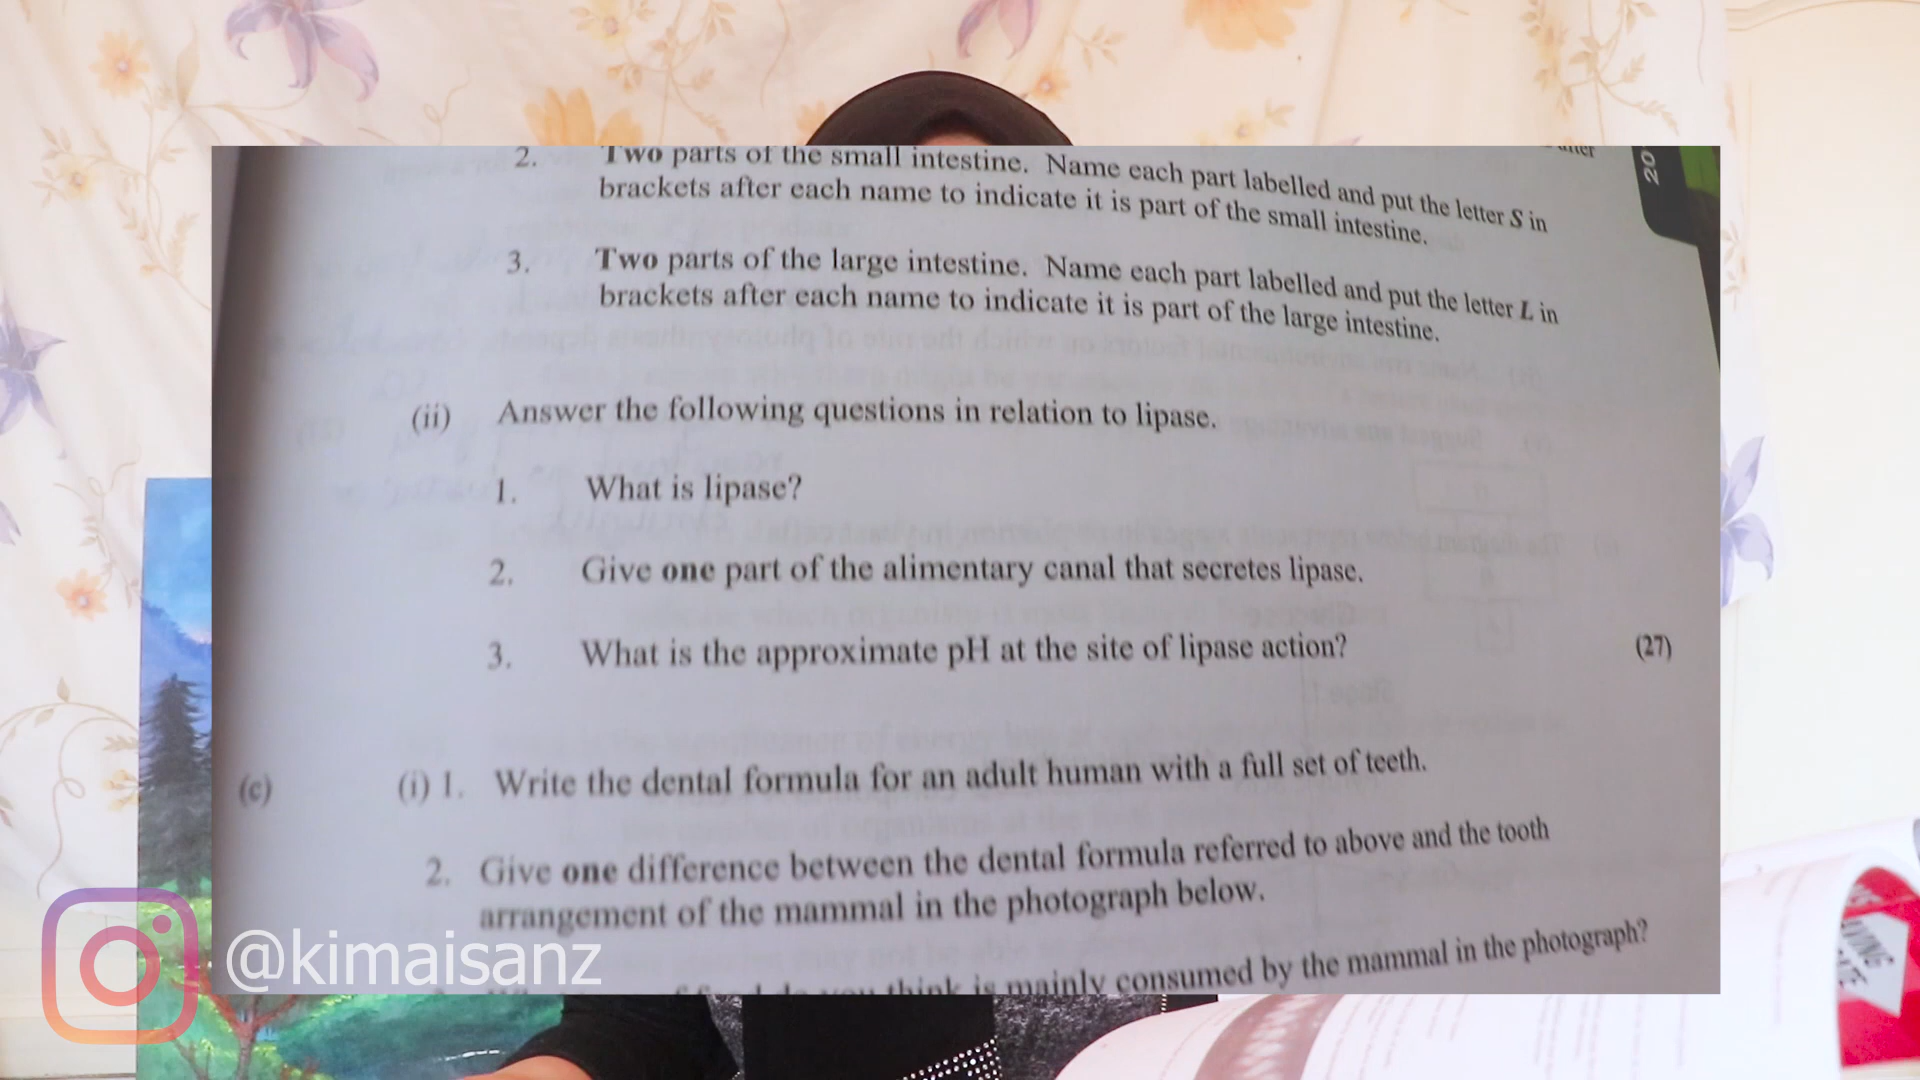 2. Two parts of the small intestine. Name each part labelled and put the letter S in
brackets after each name to indicate it is part of the small intestine.
3. Two parts of the large intestine. Name each part labelled and put the letter L in
brackets after each name to indicate it is part of the large intestine.
(ii) Answer the following questions in relation to lipase.
1. What is lipase?
2. Give one part of the alimentary canal that secretes lipase.
3. What is the approximate pH at the site of lipase action? (27)
(c) (i) 1. Write the dental formula for an adult human with a full set of teeth.
2. Give one difference between the dental formula referred to above and the tooth
arrangement of the mammal in the photograph below.
think is mainly consumed by the mammal in the photograph?
20
@kimaisanz